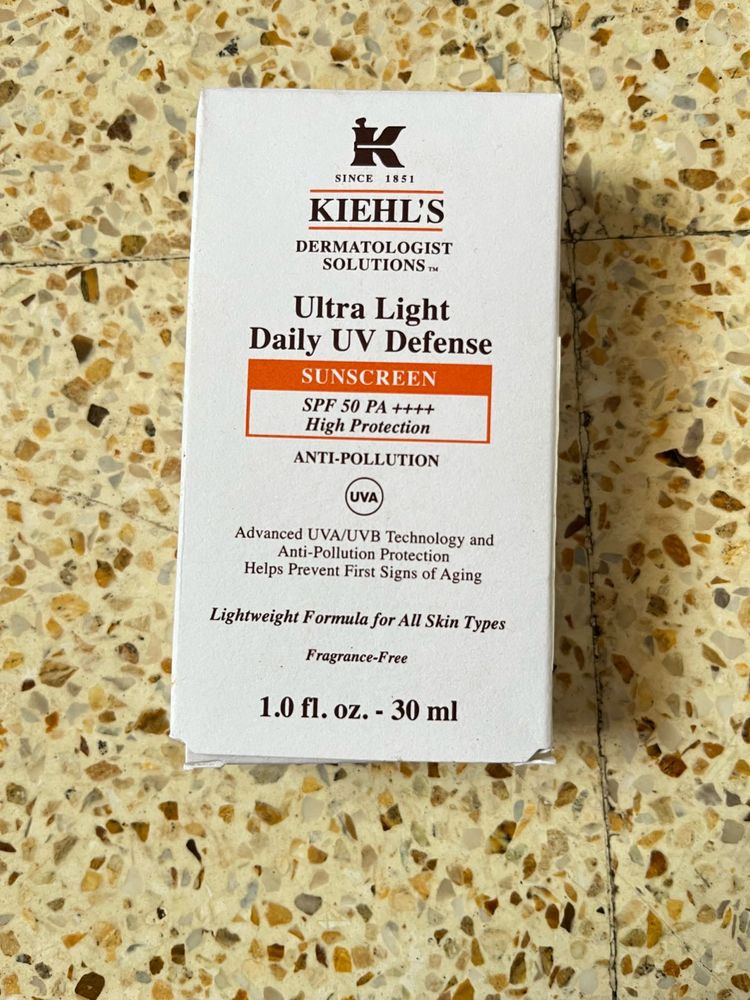 K
SINCE 1851
KIEHL'S
DERMATOLOGIST
SOLUTIONS™
Ultra Light
Daily UV Defense
SUNSCREEN
SPF 50 PA ++++
High Protection
ANTI-POLLUTION
UVA
Advanced UVA/UVB Technology and
Anti-Pollution Protection
Helps Prevent First Signs of Aging
Lightweight Formula for All Skin Types
Fragrance-Free
1.0 fl. oz. - 30 ml